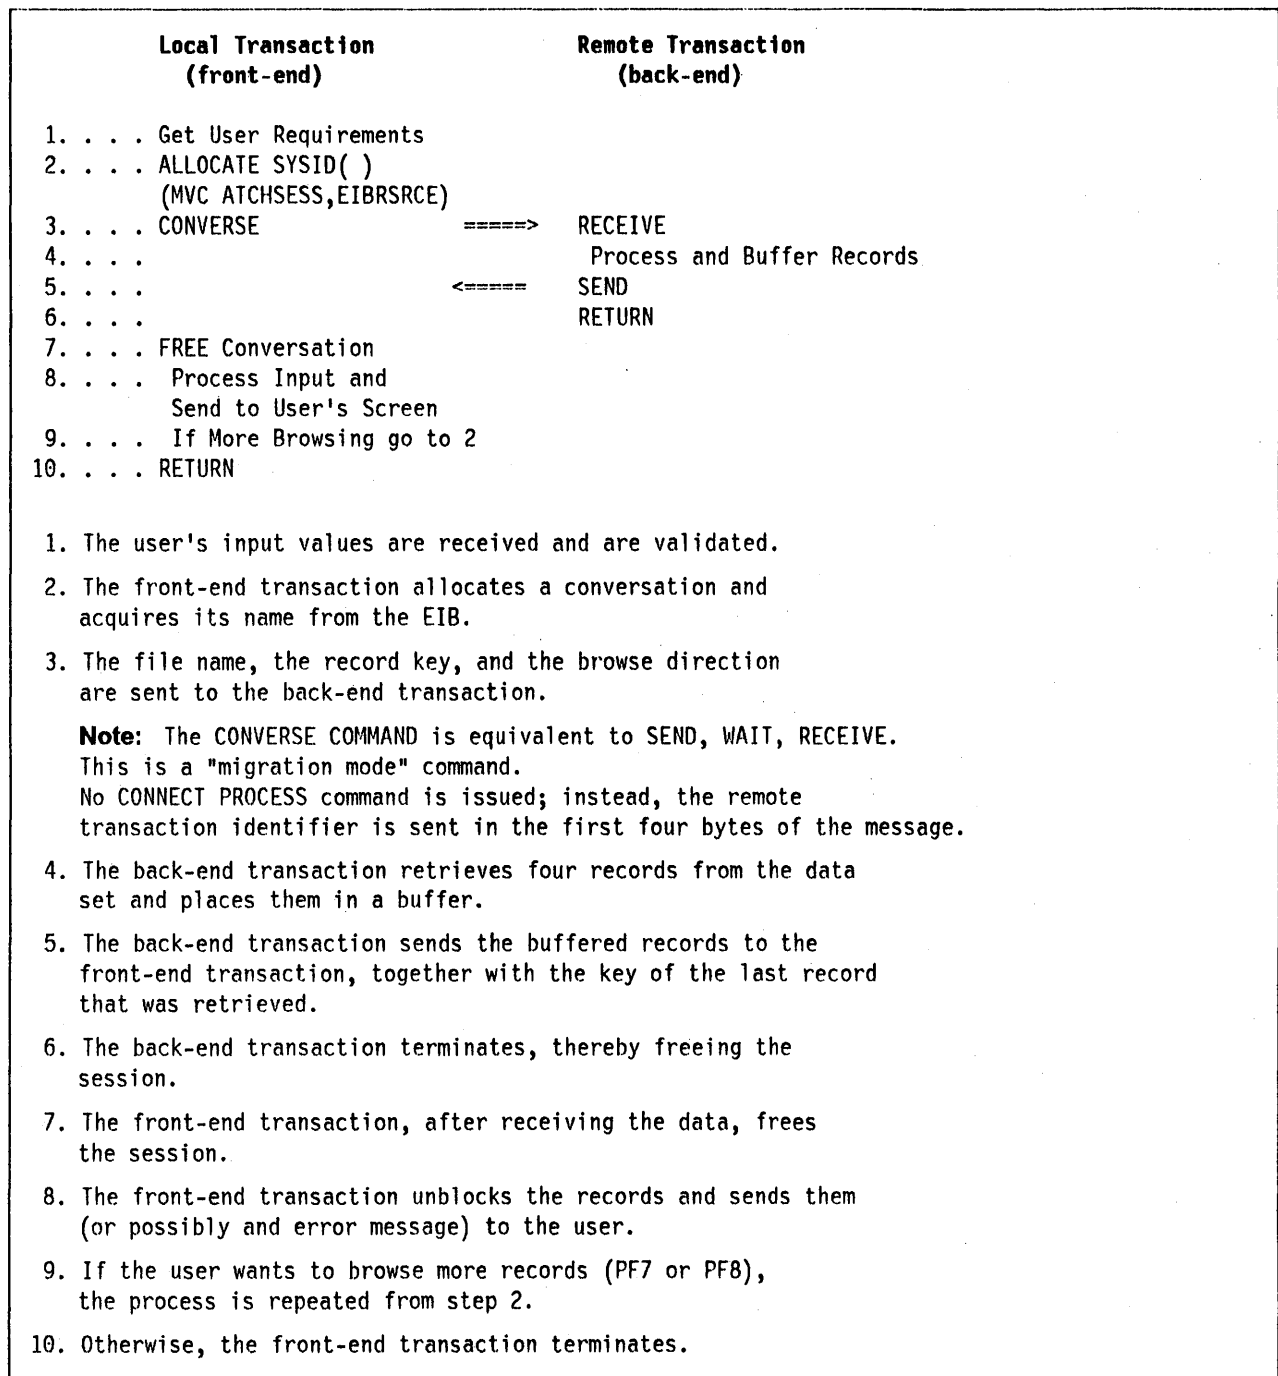 Local Transaction Remote Transaction
(front-end) (back-end)
1. . . . Get User Requirements
2. . . . ALLOCATE SYSID( )
(MVC ATCHSESS,EIBRSRCE)
3. . . . CONVERSE =====> RECEIVE
4. . . . Process and Buffer Records
5. . . . <===== SEND
6. . . . RETURN
7. . . . FREE Conversation
8. . . . Process Input and
Send to User's Screen
9. . . . If More Browsing go to 2
10. . . . RETURN
1. The user's input values are received and are validated.
2. The front-end transaction allocates a conversation and
acquires its name from the EIB.
3. The file name, the record key, and the browse direction
are sent to the back-end transaction.
Note: The CONVERSE COMMAND is equivalent to SEND, WAIT, RECEIVE.
This is a "migration mode" command.
No CONNECT PROCESS command is issued; instead, the remote
transaction identifier is sent in the first four bytes of the message.
4. The back-end transaction retrieves four records from the data
set and places them in a buffer.
5. The back-end transaction sends the buffered records to the
front-end transaction, together with the key of the last record
that was retrieved.
6. The back-end transaction terminates, thereby freeing the
session.
7. The front-end transaction, after receiving the data, frees
the session.
8. The front-end transaction unblocks the records and sends them
(or possibly and error message) to the user.
9. If the user wants to browse more records (PF7 or PF8),
the process is repeated from step 2.
10. Otherwise, the front-end transaction terminates.